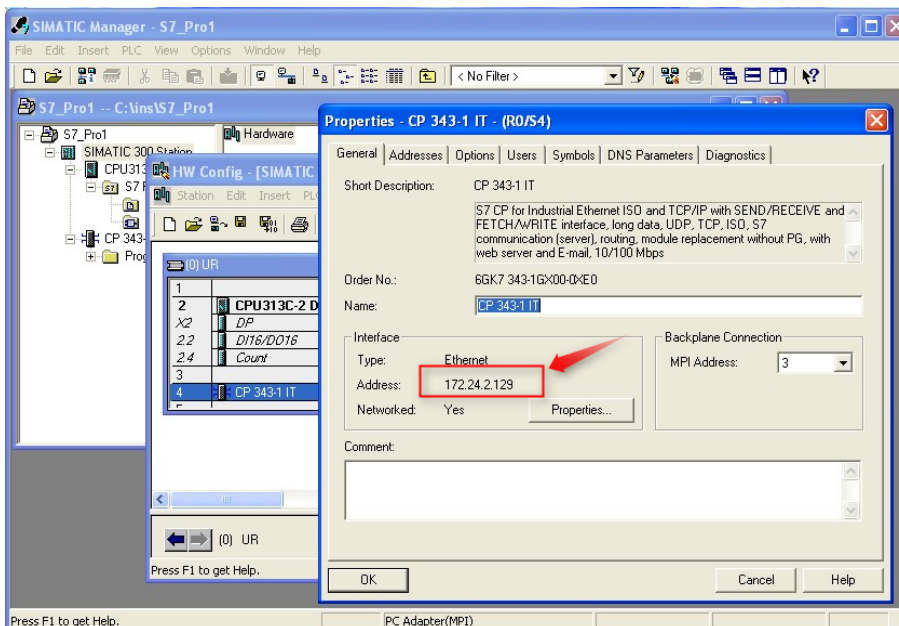 SIMATIC Manager - S7_Pro1
File Edit Insert PLC View Options Window Help
< No Filter >
S7_Pro1 -- C:\ins\S7_Pro1
S7_Pro1
Hardware
SIMATIC 300 Station
CPU313
S7
CP 343-
HW Config - [SIMATIC
Station Edit Insert
(0) UR
1
2 CPU313C-2 D
X2 DP
2.2 DI16/DO16
2.4 Count
3
4 CP 343-1 IT
(0) UR
Press F1 to get Help.
Properties - CP 343-1 IT - (R0/S4)
General Addresses Options Users Symbols DNS Parameters Diagnostics
Short Description: CP 343-1 IT
S7 CP for Industrial Ethernet ISO and TCP/IP with SEND/RECEIVE and
FETCH/WRITE interface, long data, UDP, TCP, ISO, S7
communication (server), routing, module replacement without PG, with
web server and E-mail, 10/100 Mbps
Order No.: 6GK7 343-1GX00-0XE0
Name: CP 343-1 IT
Interface
Type: Ethernet
Address: 172.24.2.129
Networked: Yes Properties...
Backplane Connection
MPI Address: 3
Comment:
OK Cancel Help
Press F1 to get Help. PC Adapter(MPI)